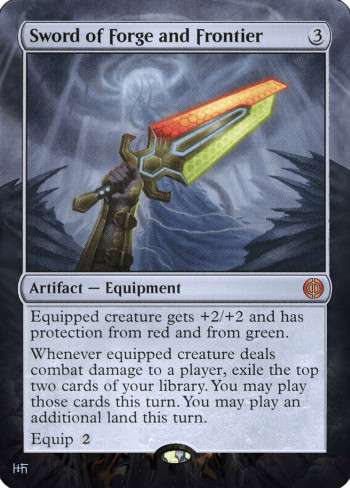 Sword of Forge and Frontier 3
Artifact — Equipment
Equipped creature gets +2/+2 and has
protection from red and from green.
Whenever equipped creature deals
combat damage to a player, exile the top
two cards of your library. You may play
those cards this turn. You may play an
additional land this turn.
Equip 2